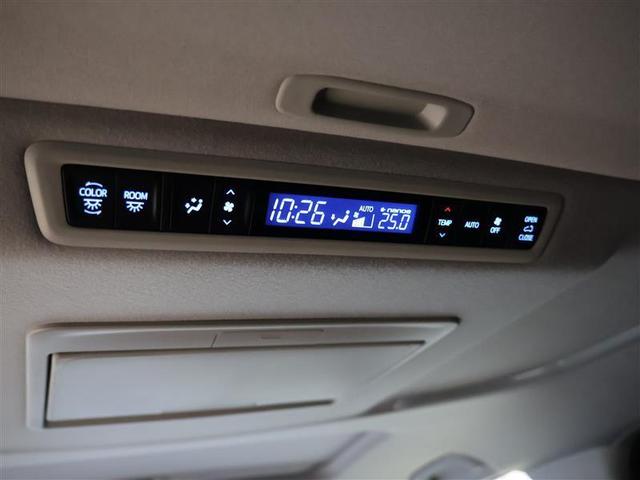 COLOR
ROOM
10:26
AUTO
nanoe
25.0
TEMP
AUTO
OFF
OPEN
CLOSE